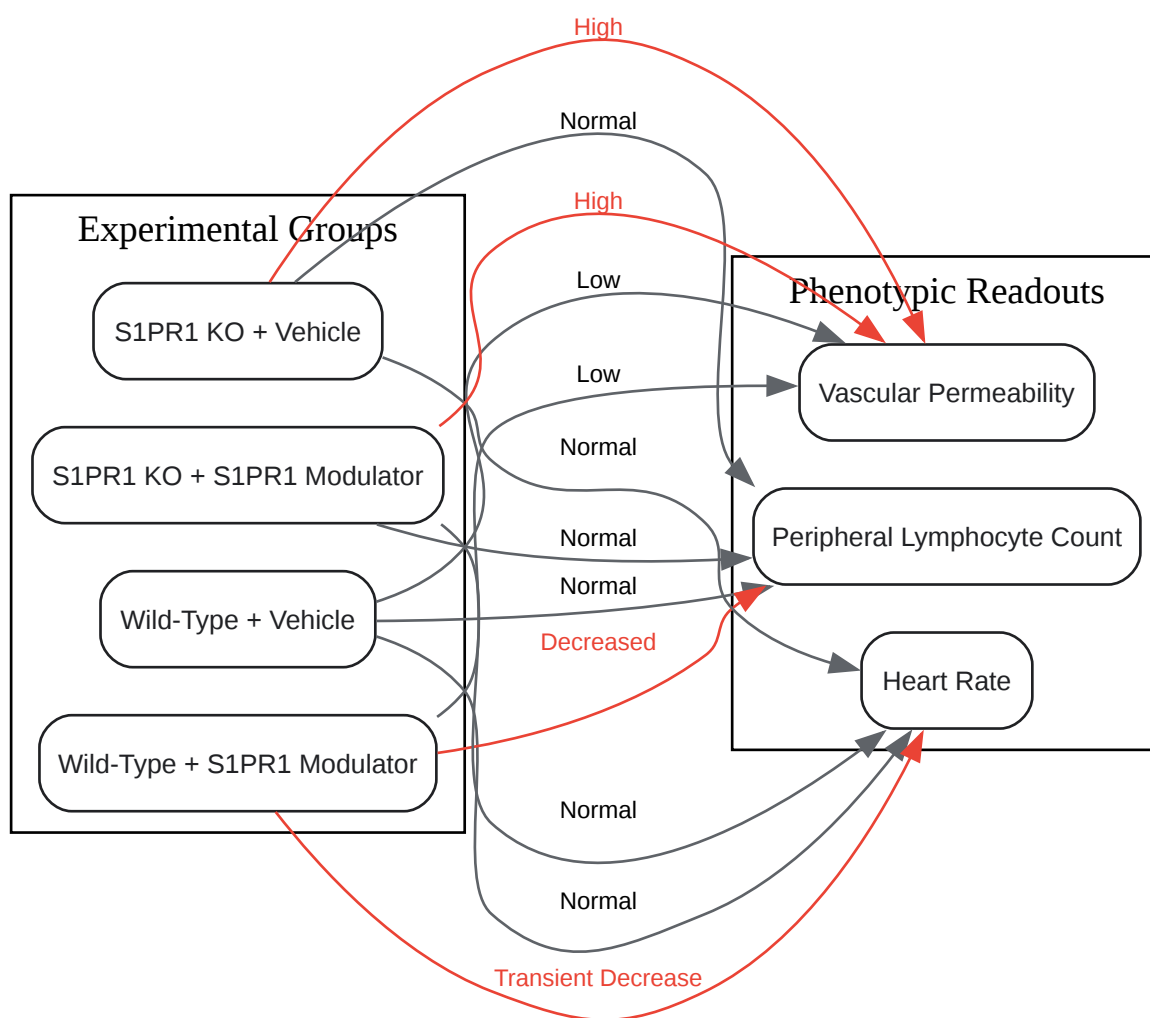 High
Normal
High
Experimental Groups
Low
Phenotypic Readouts
S1PR1 KO + Vehicle
Low
Vascular Permeability
Normal
S1PR1 KO + S1PR1 Modulator
Normal
Peripheral Lymphocyte Count
Normal
Wild-Type + Vehicle
Decreased
Heart Rate
Wild-Type + S1PR1 Modulator
Normal
Normal
Transient Decrease